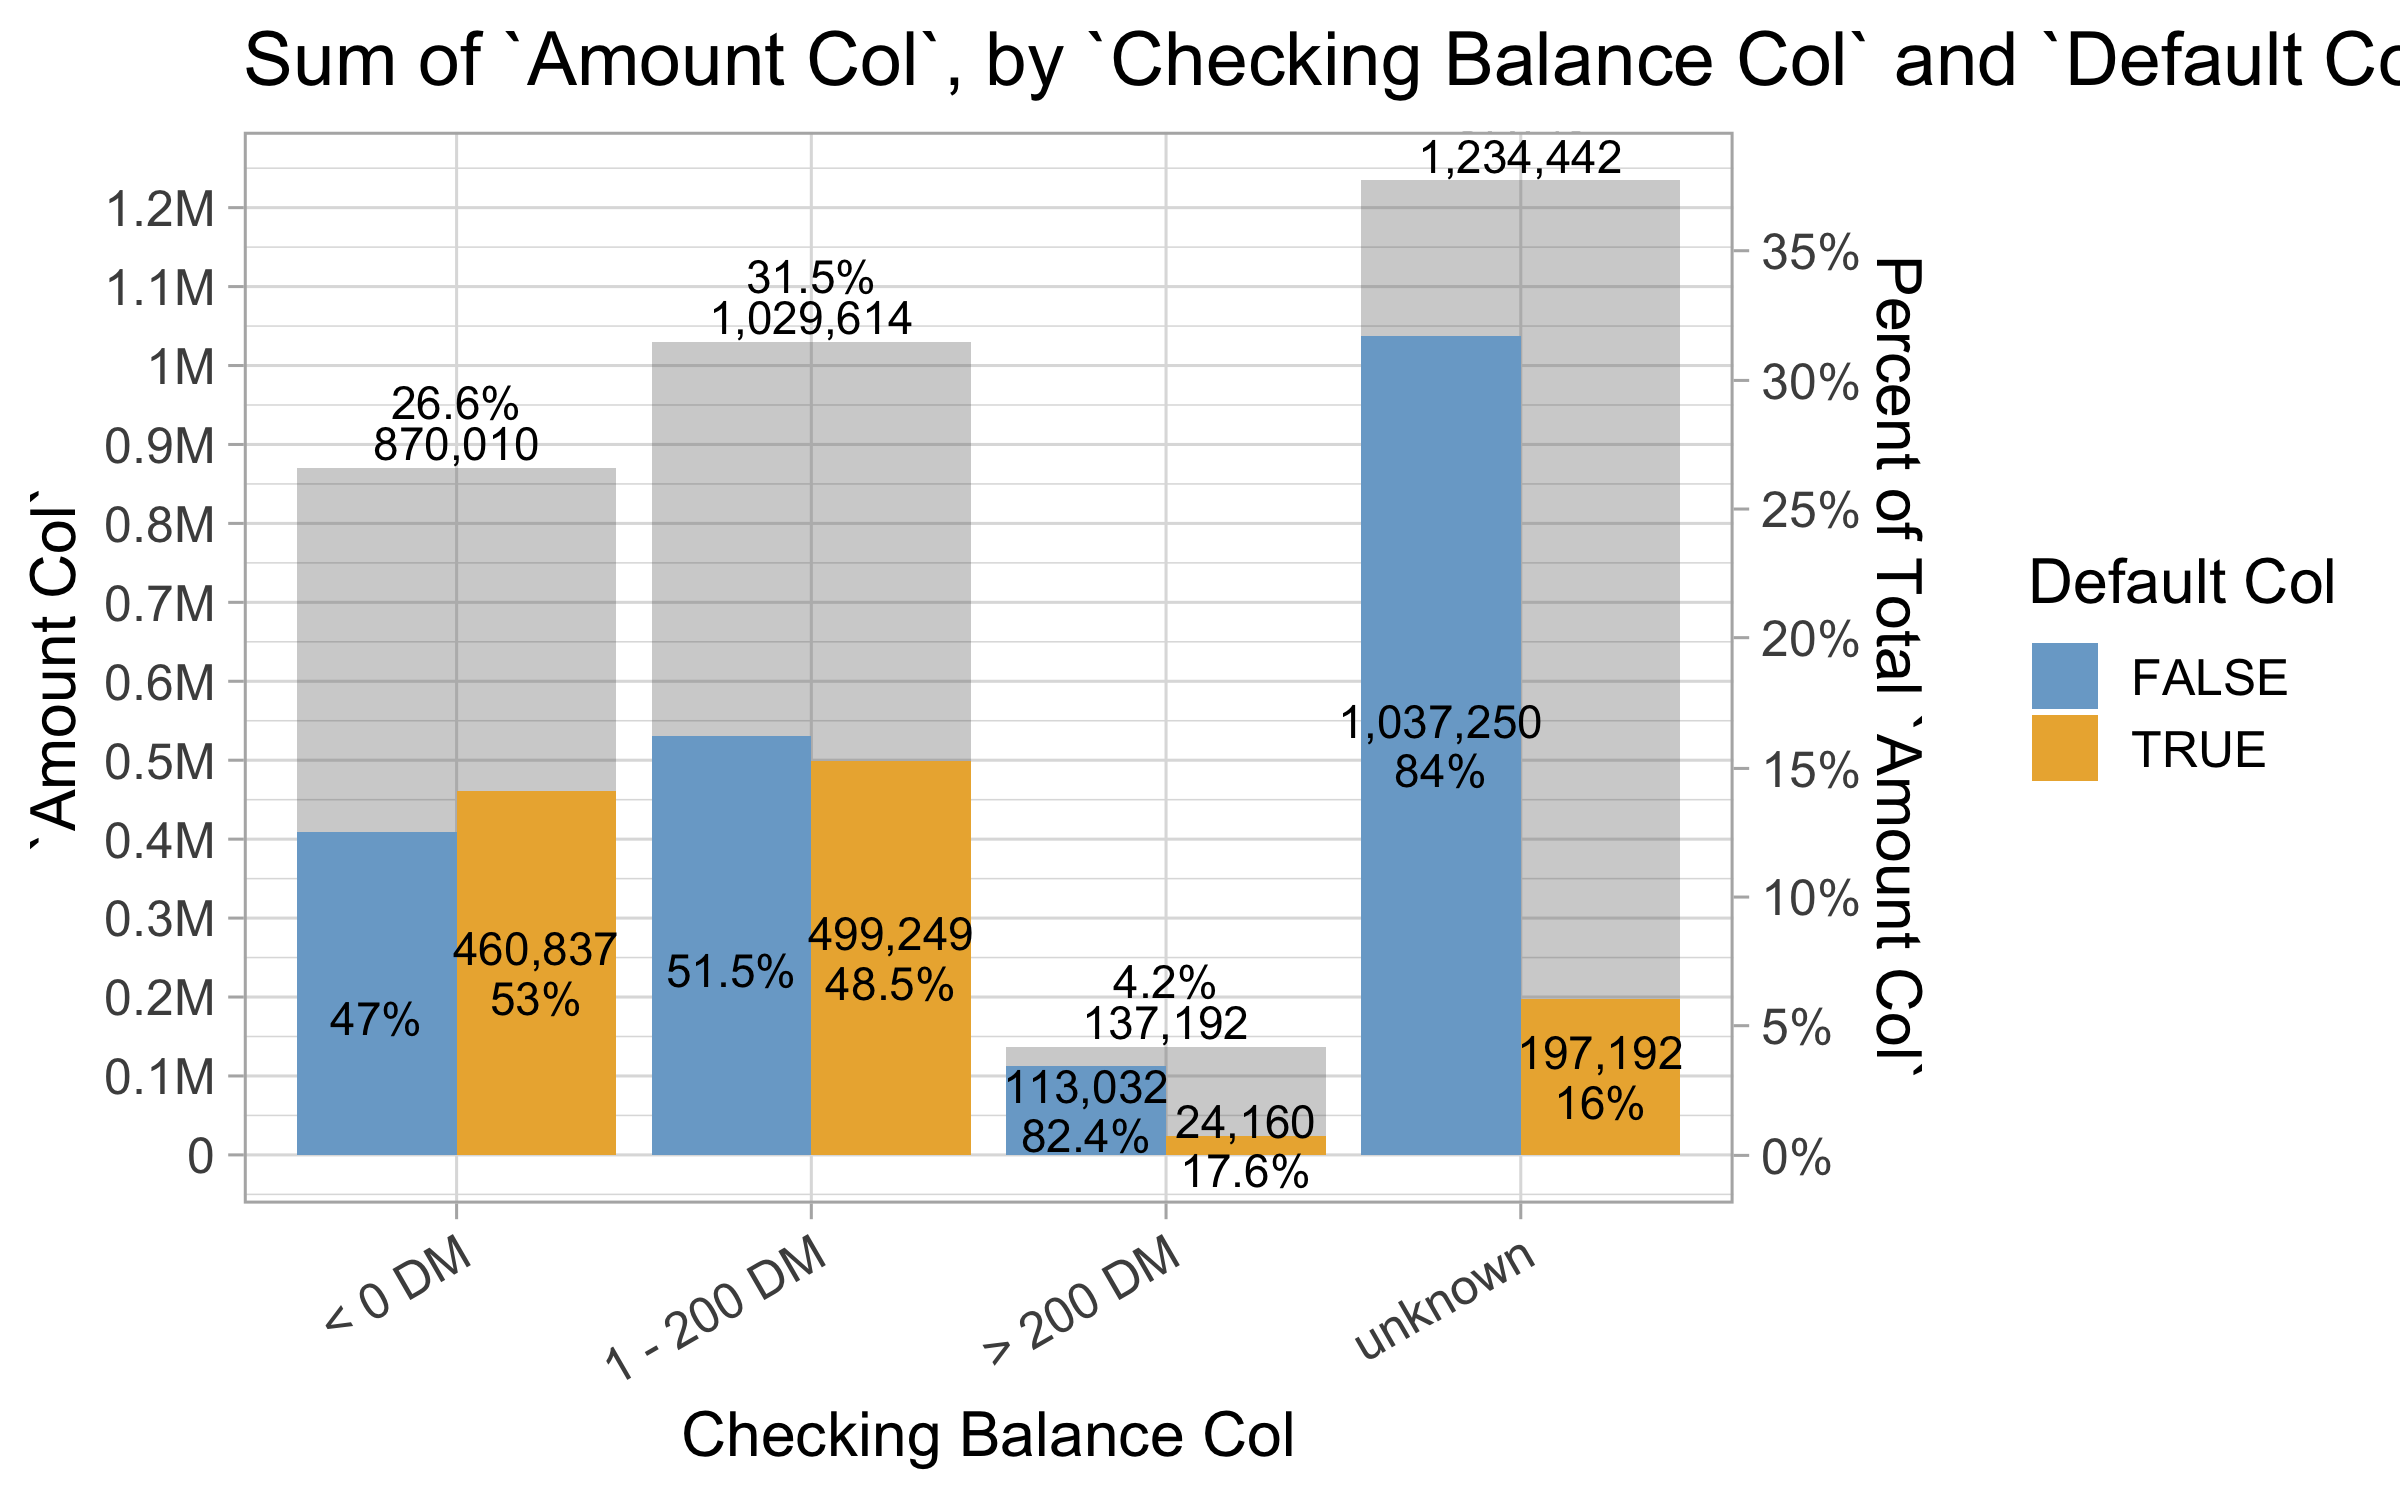 Sum of `Amount Col`, by `Checking Balance Col` and `Default Co
1.2M
1.1M
1M
0.9M
0.8M
0.7M
0.6M
0.5M
0.4M
0.3M
0.2M
0.1M
0
`Amount Col`
26.6%
870,010
47%
460,837
53%
31.5%
1,029,614
51.5%
499,249
48.5%
4.2%
137,192
113,032
82.4%
24,160
17.6%
1,234,442
1,037,250
84%
197,192
16%
35%
30%
25%
20%
15%
10%
5%
0%
Percent of Total `Amount Col`
Default Col
FALSE
TRUE
< 0 DM
1 - 200 DM
> 200 DM
unknown
Checking Balance Col